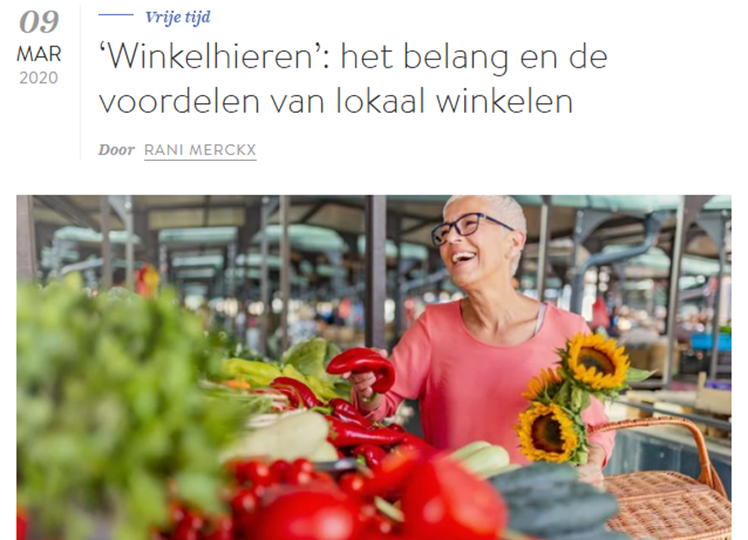 09
MAR
2020
Vrije tijd
‘Winkelhieren’: het belang en de
voordelen van lokaal winkelen
Door RANI MERCKX